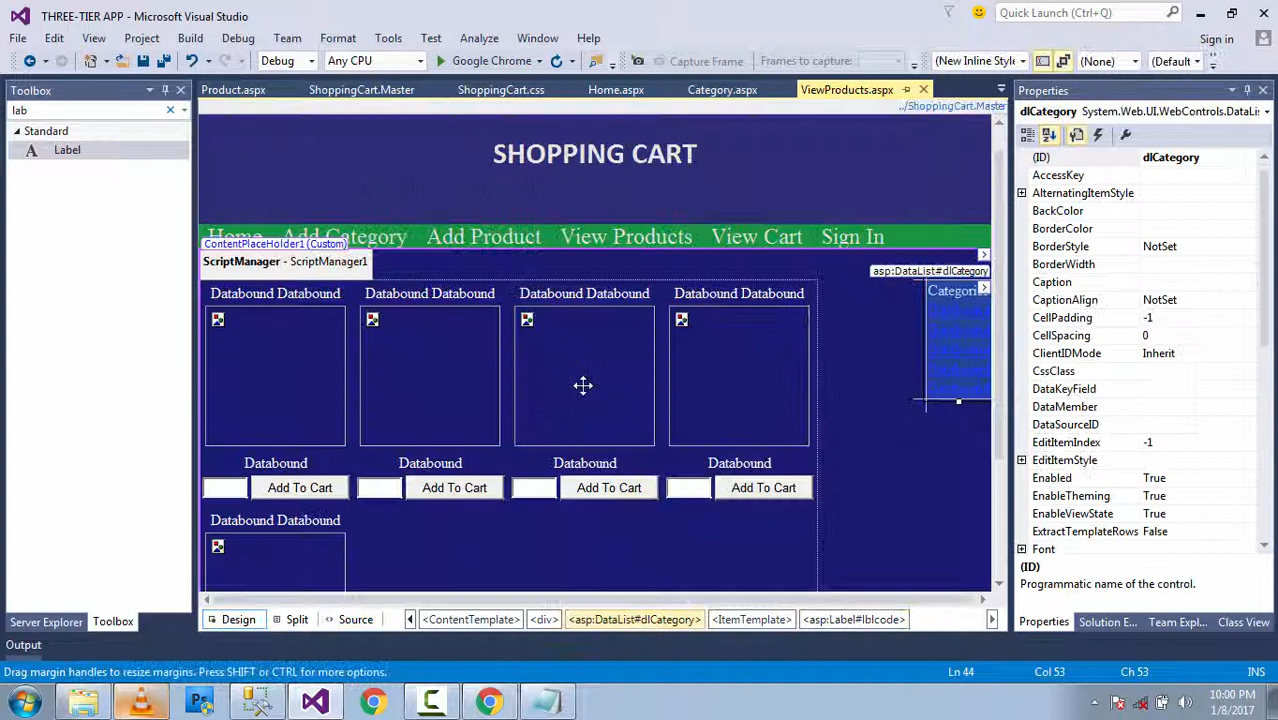 THREE-TIER APP - Microsoft Visual Studio
Quick Launch (Ctrl+Q)
File Edit View Project Build Debug Team Format Tools Test Analyze Window Help
Sign in
Debug Any CPU Google Chrome Capture Frame Frames to capture: (New Inline Style (None) (Default
Toolbox
Product.aspx ShoppingCart.Master ShoppingCart.css Home.aspx Category.aspx ViewProducts.aspx
Properties
lab
../ShoppingCart.Master
dlCategory System.Web.UI.WebControls.DataLis
Standard
Label
SHOPPING CART
Home Add Category Add Product View Products View Cart Sign In
ContentPlaceHolder1 (Custom)
ScriptManager - ScriptManager1
asp:DataList#dlCategory
Categories
Databound Databound Databound Databound Databound Databound Databound Databound
Databound Databound Databound Databound
Add To Cart Add To Cart Add To Cart Add To Cart
Databound Databound
(ID) dlCategory
AccessKey
AlternatingItemStyle
BackColor
BorderColor
BorderStyle NotSet
BorderWidth
Caption
CaptionAlign NotSet
CellPadding -1
CellSpacing 0
ClientIDMode Inherit
CssClass
DataKeyField
DataMember
DataSourceID
EditItemIndex -1
EditItemStyle
Enabled True
EnableTheming True
EnableViewState True
ExtractTemplateRows False
Font
(ID)
Programmatic name of the control.
Server Explorer Toolbox
Design Split Source <ContentTemplate> <div> <asp:DataList#dlCategory> <ItemTemplate> <asp:Label#lblcode>
Properties Solution E... Team Expl... Class View
Output
Drag margin handles to resize margins. Press SHIFT or CTRL for more options.
Ln 44 Col 53 Ch 53 INS
Ps
10:00 PM
1/8/2017